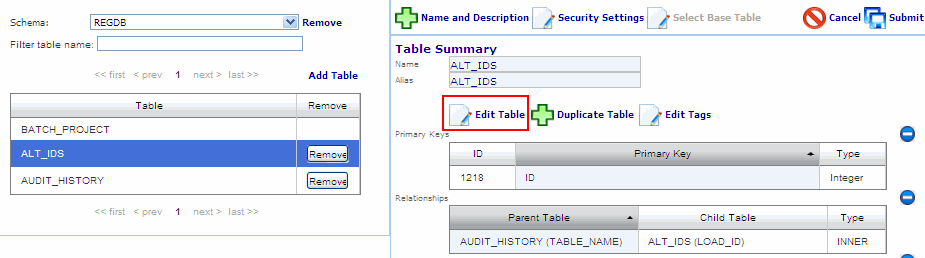 Schema: REGDB Remove
Filter table name:
<< first < prev 1 next > last >> Add Table
Table Remove
BATCH_PROJECT
ALT_IDS Remove
AUDIT_HISTORY Remove
<< first < prev 1 next > last >>
Name and Description Security Settings Select Base Table Cancel Submit
Table Summary
Name ALT_IDS
Alias ALT_IDS
Edit Table Duplicate Table Edit Tags
Primary Keys
ID Primary Key Type
1218 ID Integer
Relationships
Parent Table Child Table Type
AUDIT_HISTORY (TABLE_NAME) ALT_IDS (LOAD_ID) INNER